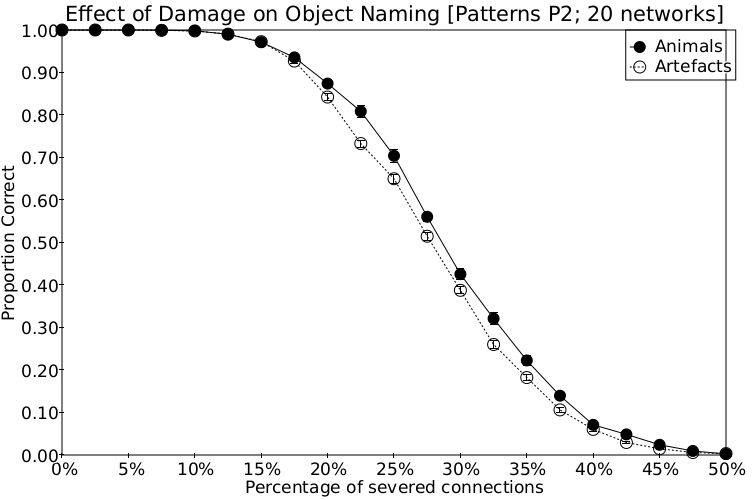 Effect of Damage on Object Naming [Patterns P2; 20 networks]
Animals
Artefacts
Proportion Correct
1.00
0.90
0.80
0.70
0.60
0.50
0.40
0.30
0.20
0.10
0.00
0% 5% 10% 15% 20% 25% 30% 35% 40% 45% 50%
Percentage of severed connections